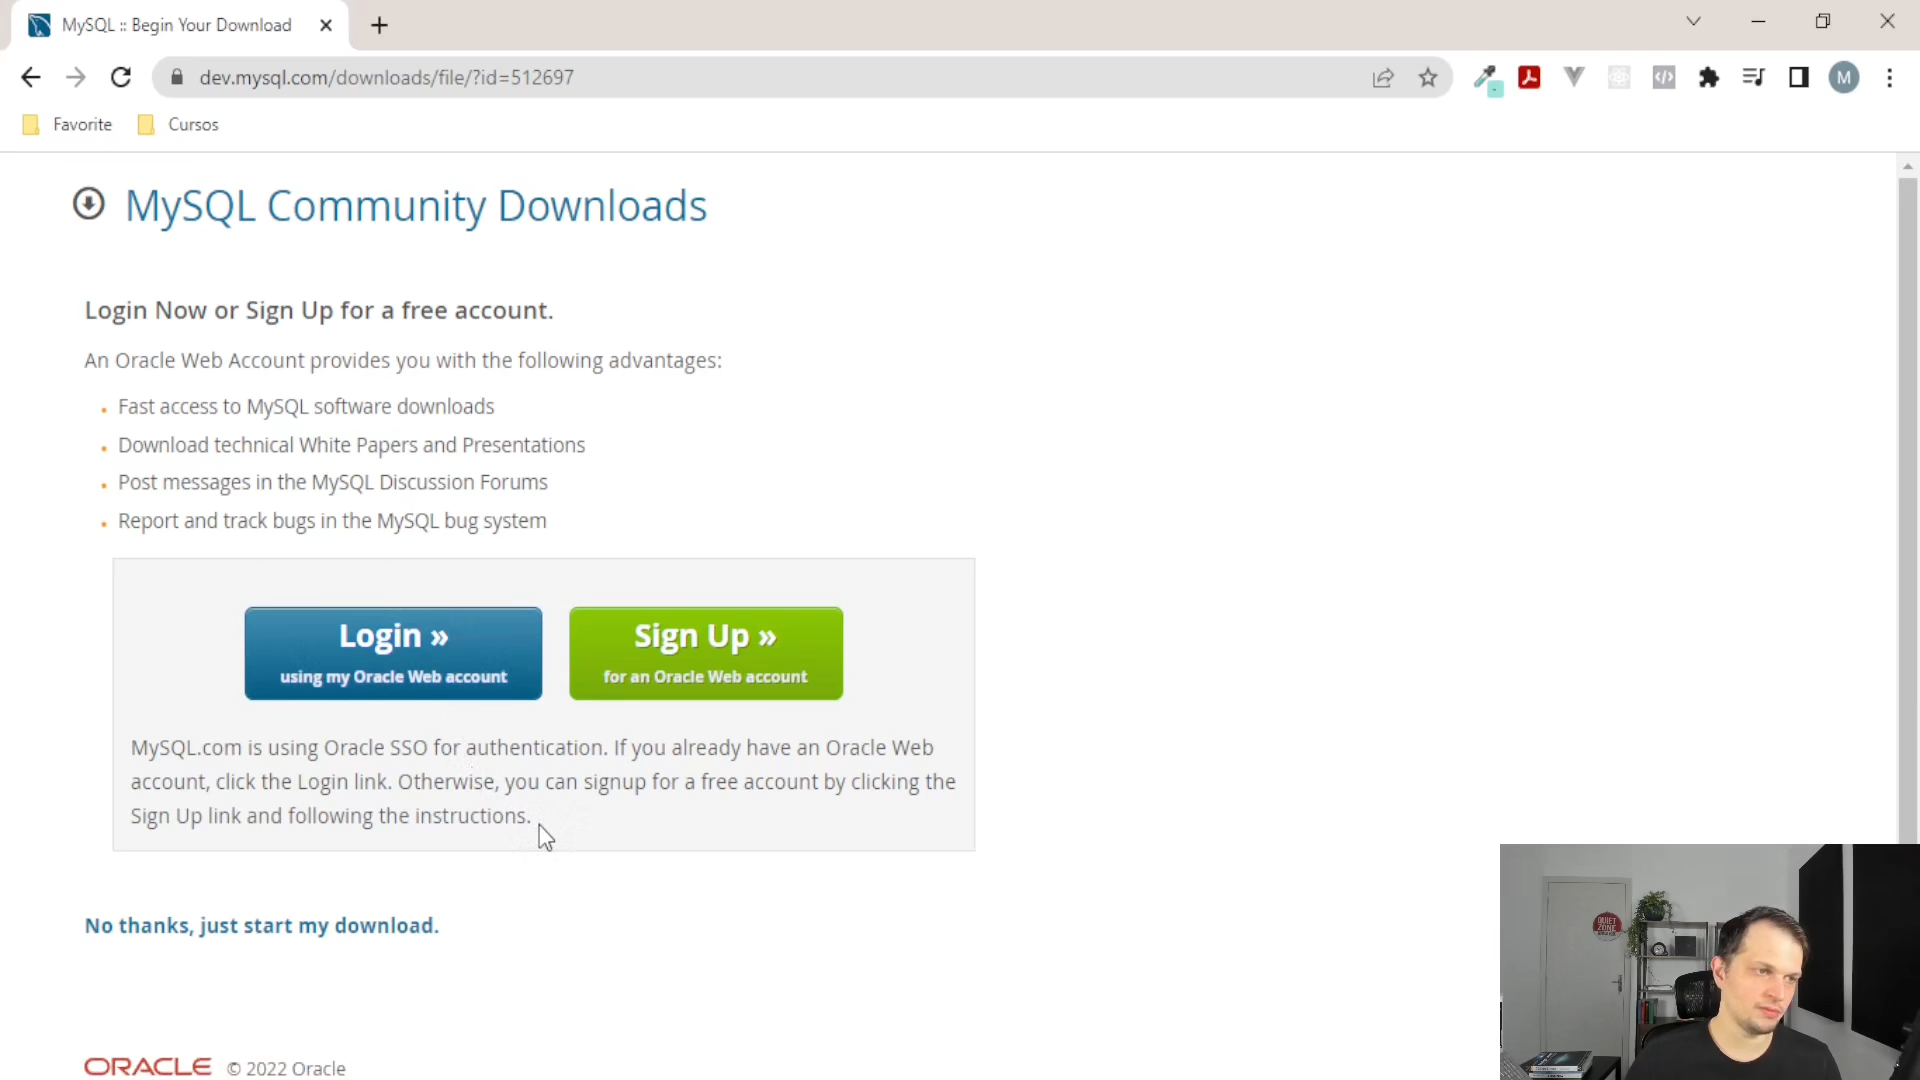 MySQL :: Begin Your Download
dev.mysql.com/downloads/file/?id=512697
M
Favorite
Cursos
MySQL Community Downloads
Login Now or Sign Up for a free account.
An Oracle Web Account provides you with the following advantages:
Fast access to MySQL software downloads
Download technical White Papers and Presentations
Post messages in the MySQL Discussion Forums
Report and track bugs in the MySQL bug system
Login »
using my Oracle Web account
Sign Up »
for an Oracle Web account
MySQL.com is using Oracle SSO for authentication. If you already have an Oracle Web
account, click the Login link. Otherwise, you can signup for a free account by clicking the
Sign Up link and following the instructions.
No thanks, just start my download.
QUIET
ZONE
ORACLE © 2022 Oracle